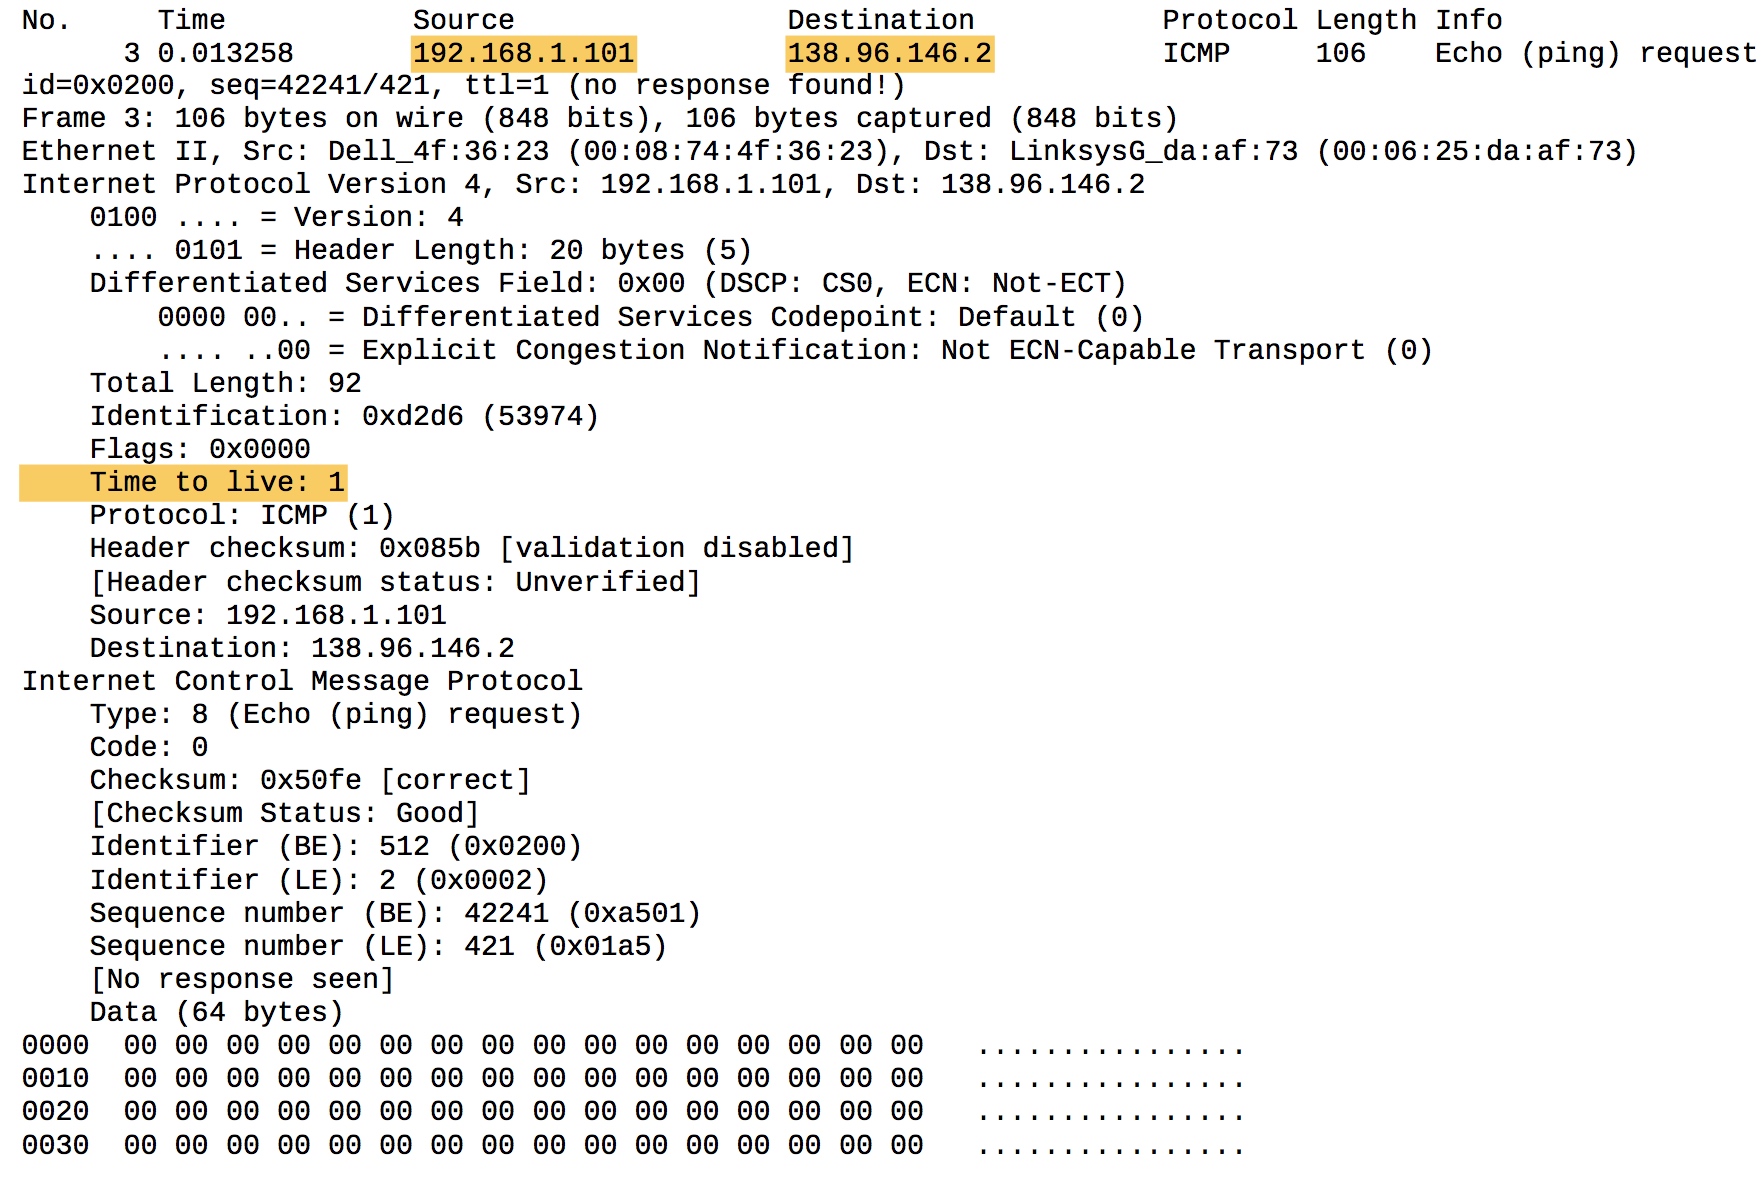 No. Time Source Destination Protocol Length Info
3 0.013258 192.168.1.101 138.96.146.2 ICMP 106 Echo (ping) request
id=0x0200, seq=42241/421, ttl=1 (no response found!)
Frame 3: 106 bytes on wire (848 bits), 106 bytes captured (848 bits)
Ethernet II, Src: Dell_4f:36:23 (00:08:74:4f:36:23), Dst: LinksysG_da:af:73 (00:06:25:da:af:73)
Internet Protocol Version 4, Src: 192.168.1.101, Dst: 138.96.146.2
0100 .... = Version: 4
.... 0101 = Header Length: 20 bytes (5)
Differentiated Services Field: 0x00 (DSCP: CS0, ECN: Not-ECT)
0000 00.. = Differentiated Services Codepoint: Default (0)
.... ..00 = Explicit Congestion Notification: Not ECN-Capable Transport (0)
Total Length: 92
Identification: 0xd2d6 (53974)
Flags: 0x0000
Time to live: 1
Protocol: ICMP (1)
Header checksum: 0x085b [validation disabled]
[Header checksum status: Unverified]
Source: 192.168.1.101
Destination: 138.96.146.2
Internet Control Message Protocol
Type: 8 (Echo (ping) request)
Code: 0
Checksum: 0x50fe [correct]
[Checksum Status: Good]
Identifier (BE): 512 (0x0200)
Identifier (LE): 2 (0x0002)
Sequence number (BE): 42241 (0xa501)
Sequence number (LE): 421 (0x01a5)
[No response seen]
Data (64 bytes)
0000 00 00 00 00 00 00 00 00 00 00 00 00 00 00 00 00 ................
0010 00 00 00 00 00 00 00 00 00 00 00 00 00 00 00 00 ................
0020 00 00 00 00 00 00 00 00 00 00 00 00 00 00 00 00 ................
0030 00 00 00 00 00 00 00 00 00 00 00 00 00 00 00 00 ................